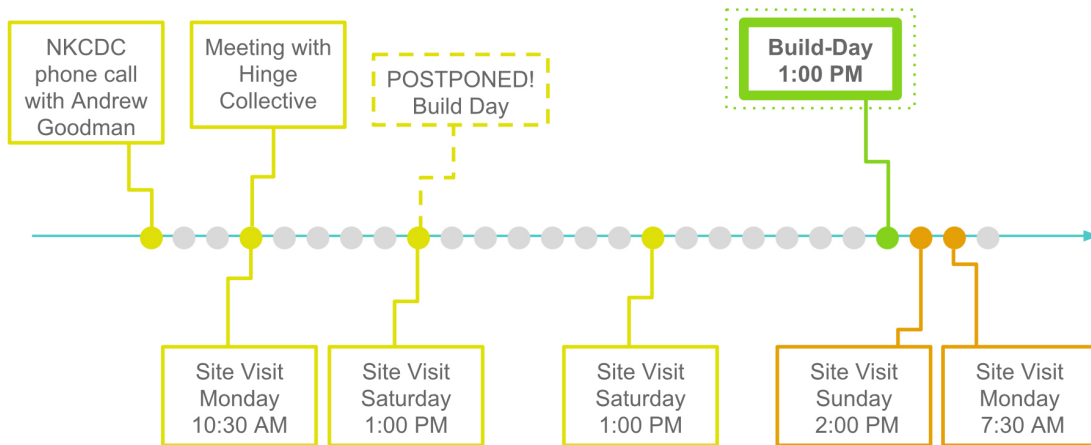 NKCDC
phone call
with Andrew
Goodman
Meeting with
Hinge
Collective
POSTPONED!
Build Day
Build-Day
1:00 PM
Site Visit
Monday
10:30 AM
Site Visit
Saturday
1:00 PM
Site Visit
Saturday
1:00 PM
Site Visit
Sunday
2:00 PM
Site Visit
Monday
7:30 AM